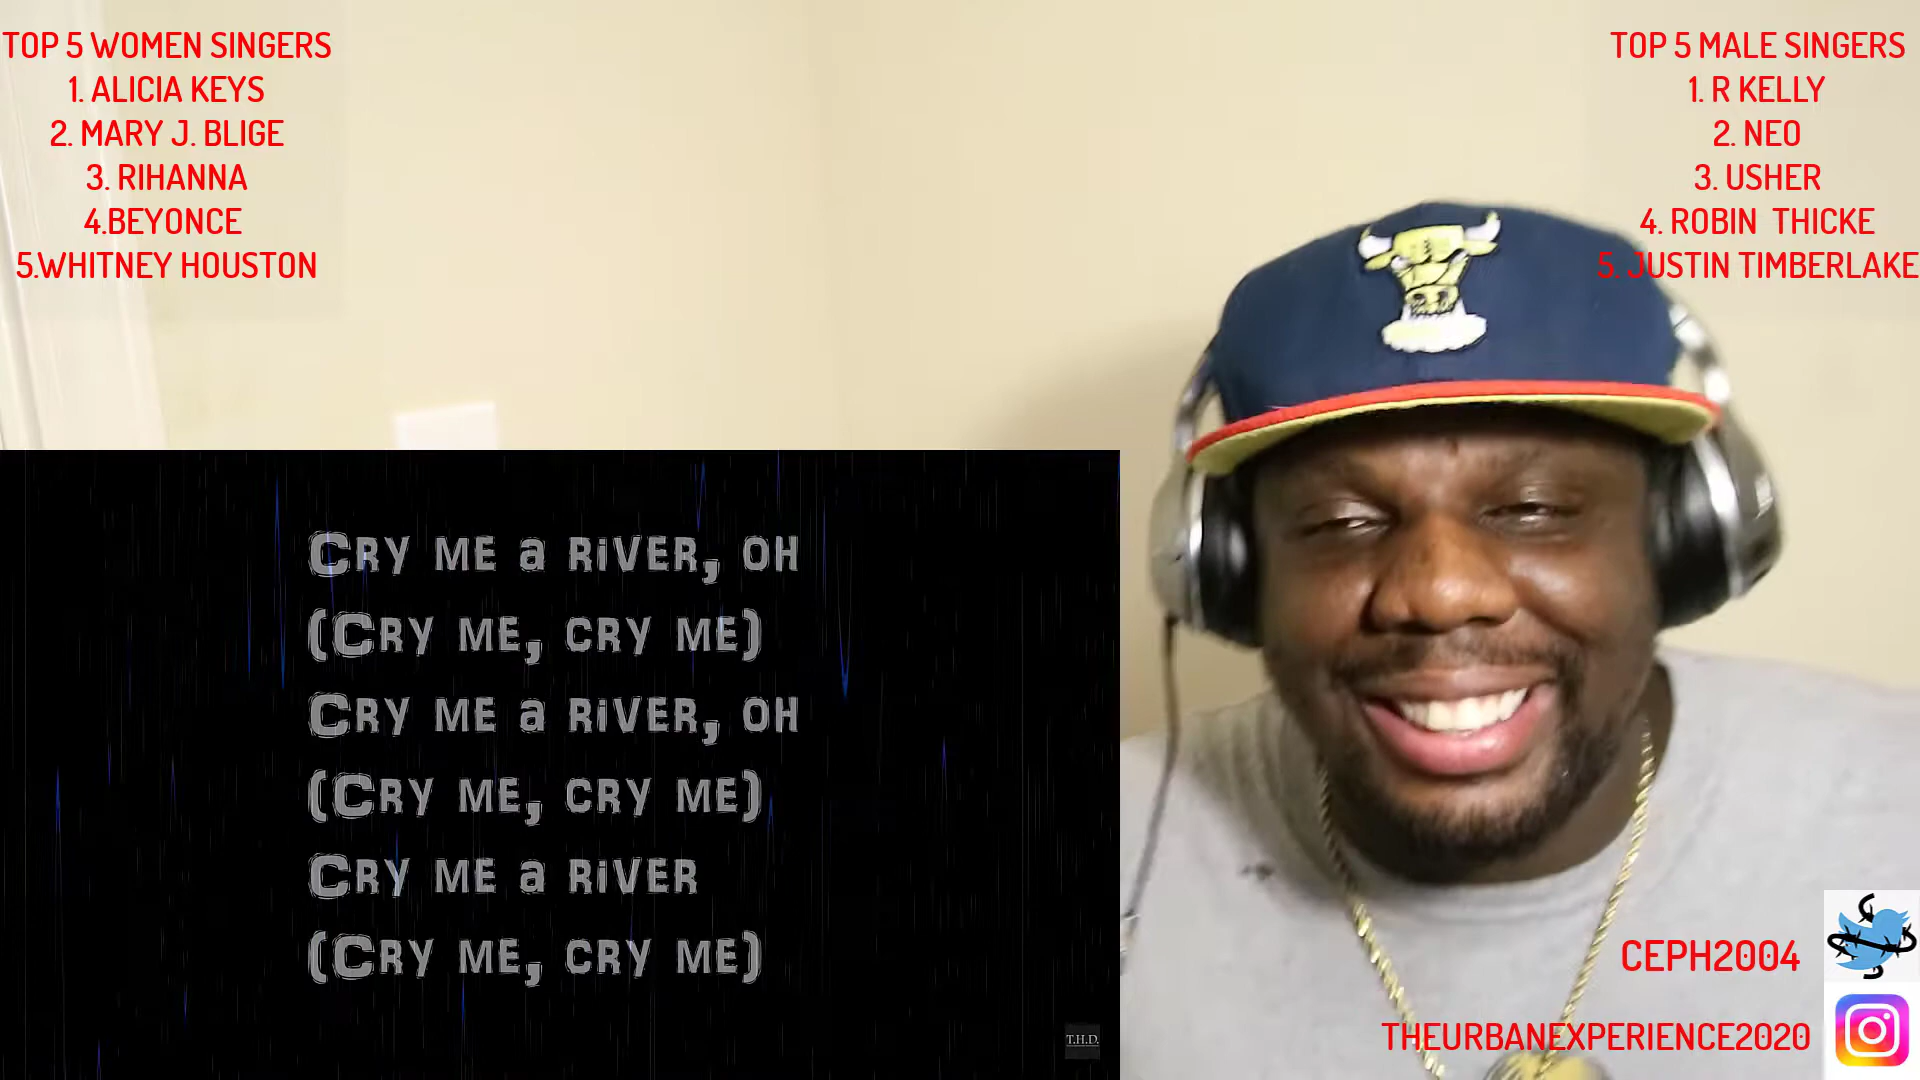 TOP 5 WOMEN SINGERS
1. ALICIA KEYS
2. MARY J. BLIGE
3. RIHANNA
4.BEYONCE
5.WHITNEY HOUSTON
TOP 5 MALE SINGERS
1. R KELLY
2. NEO
3. USHER
4. ROBIN THICKE
5. JUSTIN TIMBERLAKE
CRY ME a RiVER, OH
(CRY ME, CRY ME)
CRY ME a RiVER, OH
(CRY ME, CRY ME)
CRY ME a RiVER
(CRY ME, CRY ME)
T.H.D.
CEPH2004
THEURBANEXPERIENCE2020